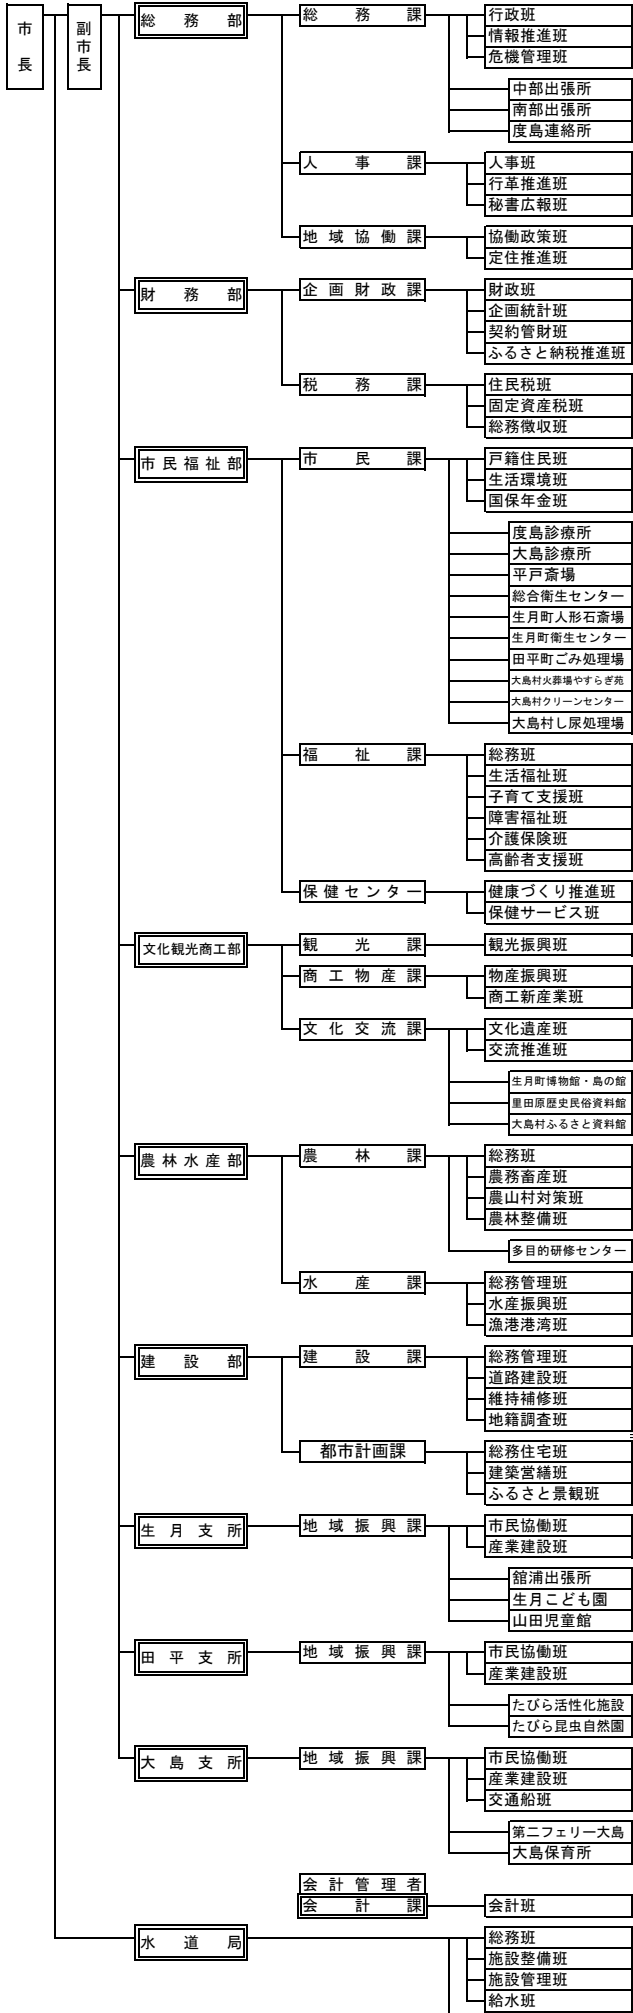 市長
副市長
総務部
総務課
行政班
情報推進班
危機管理班
中部出張所
南部出張所
度島連絡所
人事課
人事班
行革推進班
秘書広報班
地域協働課
協働政策班
定住推進班
財務部
企画財政課
財政班
企画統計班
契約管財班
ふるさと納税推進班
税務課
住民税班
固定資産税班
総務徴収班
市民福祉部
市民課
戸籍住民班
生活環境班
国保年金班
度島診療所
大島診療所
平戸斎場
総合衛生センター
生月町人形石斎場
生月町衛生センター
田平町ごみ処理場
大島村火葬場やすらぎ苑
大島村クリーンセンター
大島村し尿処理場
福祉課
総務班
生活福祉班
子育て支援班
障害福祉班
介護保険班
高齢者支援班
保健センター
健康づくり推進班
保健サービス班
文化観光商工部
観光課
観光振興班
商工物産課
物産振興班
商工新産業班
文化交流課
文化遺産班
交流推進班
生月町博物館・島の館
里田原歴史民俗資料館
大島村ふるさと資料館
農林水産部
農林課
総務班
農務畜産班
農山村対策班
農林整備班
多目的研修センター
水産課
総務管理班
水産振興班
漁港港湾班
建設部
建設課
総務管理班
道路建設班
維持補修班
地籍調査班
都市計画課
総務住宅班
建築営繕班
ふるさと景観班
生月支所
地域振興課
市民協働班
産業建設班
舘浦出張所
生月こども園
山田児童館
田平支所
地域振興課
市民協働班
産業建設班
たびら活性化施設
たびら昆虫自然園
大島支所
地域振興課
市民協働班
産業建設班
交通船班
第二フェリー大島
大島保育所
会計管理者
会計課
会計班
水道局
総務班
施設整備班
施設管理班
給水班